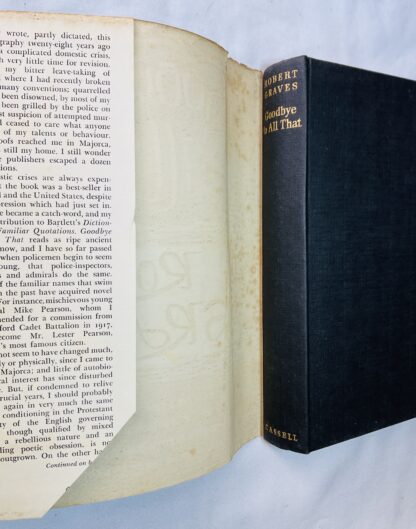 wrote, partly dictated, this
graphy twenty-eight years ago
a complicated domestic crisis,
h very little time for revision.
my bitter leave-taking of
where I had recently broken
many conventions; quarrelled
been disowned, by most of my
been grilled by the police on
st suspicion of attempted mur-
ceased to care what anyone
of my talents or behaviour.
oofs reached me in Majorca,
still my home. I still wonder
publishers escaped a dozen
ions.
stic crises are always expen-
t the book was a best-seller in
d and the United States, despite
pression which had just set in.
e became a catch-word, and my
tribution to Bartlett's Diction-
Familiar Quotations. Goodbye
That reads as ripe ancient
now, and I have so far passed
when policemen begin to seem
oung, that police-inspectors,
s and admirals do the same.
f the familiar names that swim
the past have acquired novel
For instance, mischievous young
al Mike Pearson, whom I
mended for a commission from
ford Cadet Battalion in 1917,
ecome Mr. Lester Pearson,
's most famous citizen.
not seem to have changed much,
ly or physically, since I came to
Majorca; and little of autobio-
cal interest has since disturbed
. But, if condemned to relive
rucial years, I should probably
again in very much the same
conditioning in the Protestant
ty of the English governing
though qualified by mixed
a rebellious nature and an
ling poetic obsession, is no
outgrown. On the other ha
Continued on b
ROBERT
GRAVES
Goodbye
to All That
CASSELL